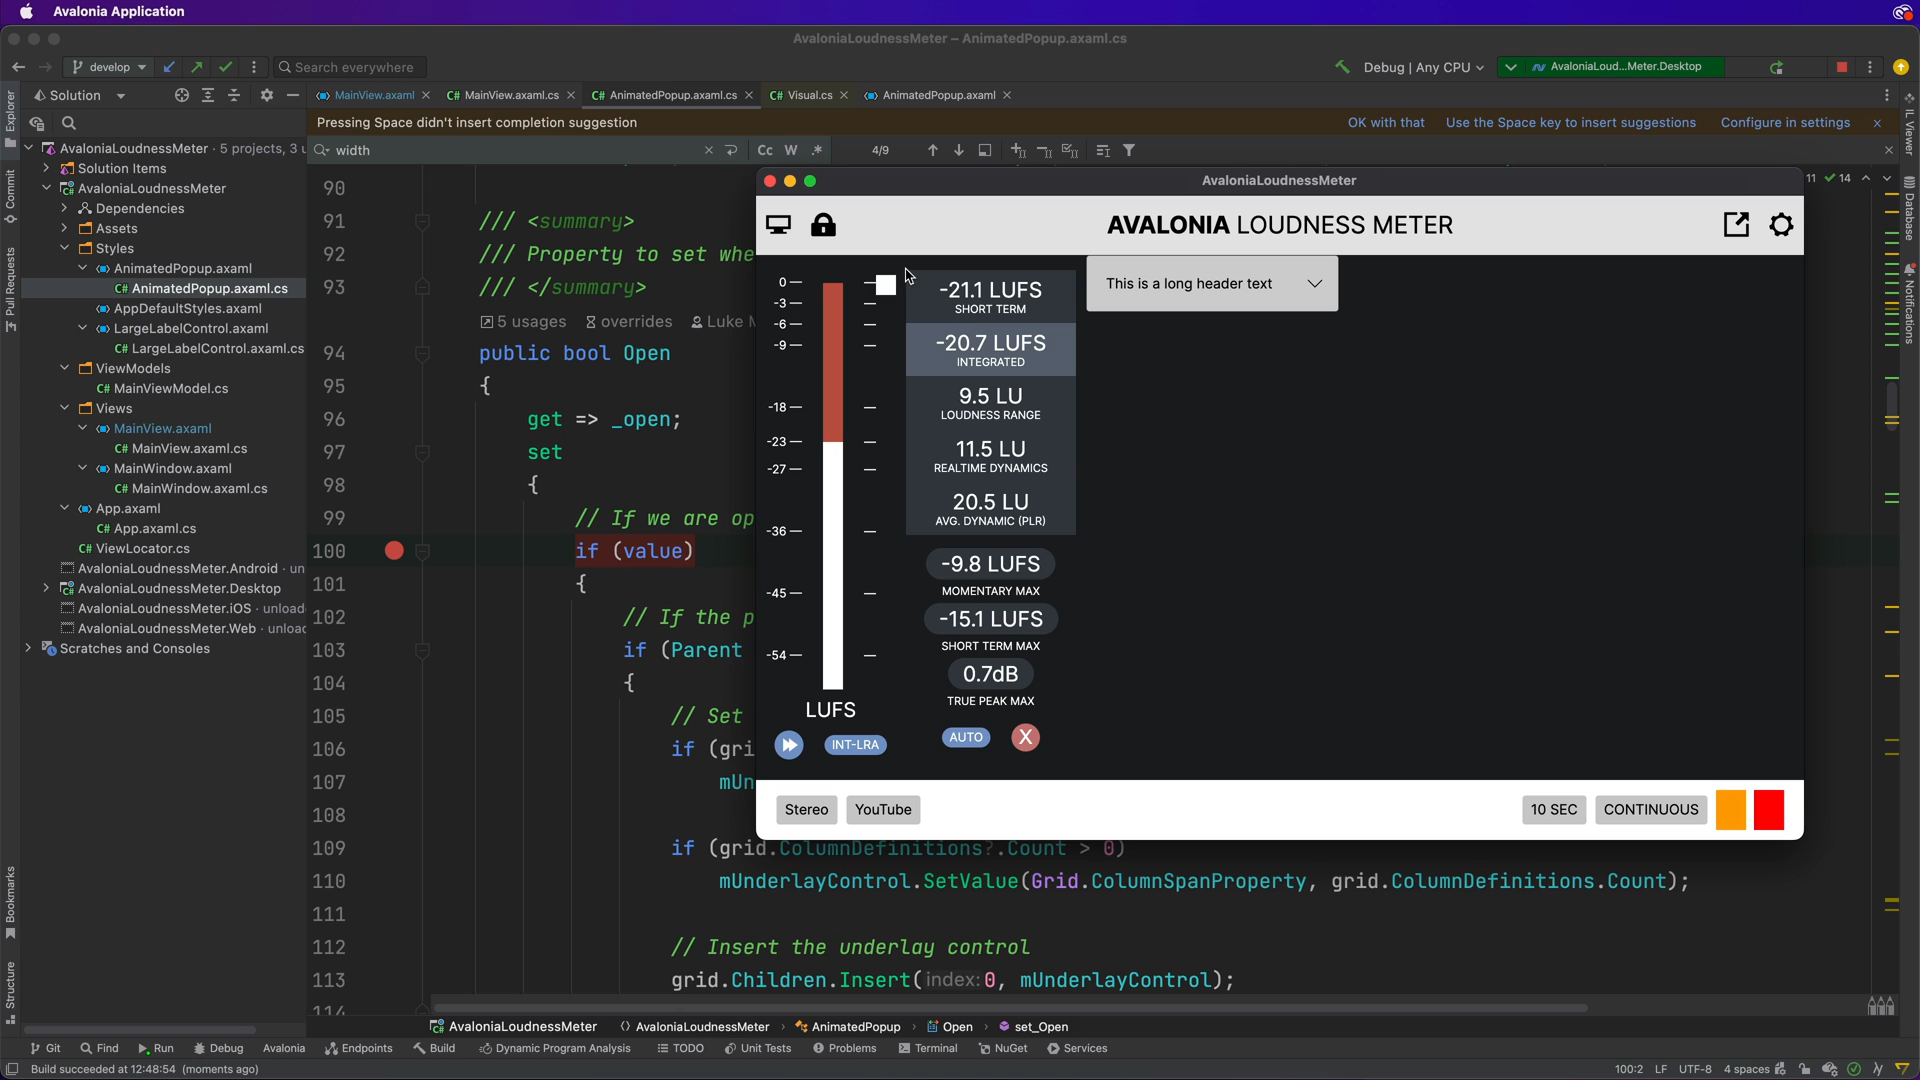 Avalonia Application
AvaloniaLoudnessMeter – AnimatedPopup.axaml.cs
develop
Search everywhere
Debug | Any CPU
AvaloniaLoud...Meter.Desktop
Solution
MainView.axaml
MainView.axaml.cs
AnimatedPopup.axaml.cs
Visual.cs
AnimatedPopup.axaml
Pressing Space didn't insert completion suggestion
OK with that
Use the Space key to insert suggestions
Configure in settings
width
Cc W .*
4/9
Explorer
Commit
Pull Requests
Bookmarks
Structure
IL Viewer
Database
Notifications
AvaloniaLoudnessMeter · 5 projects, 3 u
Solution Items
AvaloniaLoudnessMeter
Dependencies
Assets
Styles
AnimatedPopup.axaml
C# AnimatedPopup.axaml.cs
AppDefaultStyles.axaml
LargeLabelControl.axaml
C# LargeLabelControl.axaml.cs
ViewModels
C# MainViewModel.cs
Views
MainView.axaml
C# MainView.axaml.cs
MainWindow.axaml
C# MainWindow.axaml.cs
App.axaml
C# App.axaml.cs
C# ViewLocator.cs
AvaloniaLoudnessMeter.Android · un
AvaloniaLoudnessMeter.Desktop
AvaloniaLoudnessMeter.iOS · unload
AvaloniaLoudnessMeter.Web · unloa
Scratches and Consoles
11 14
90
91 /// <summary>
92 /// Property to set whe
93 /// </summary>
5 usages overrides Luke M
94 public bool Open
95 {
96 get => _open;
97 set
98 {
99 // If we are op
100 if (value)
101 {
102 // If the p
103 if (Parent
104 {
105 // Set
106 if (gri
107 mUn
108
109 if (grid.ColumnDefinitions?.Count > 0)
110 mUnderlayControl.SetValue(Grid.ColumnSpanProperty, grid.ColumnDefinitions.Count);
111
112 // Insert the underlay control
113 grid.Children.Insert(index:0, mUnderlayControl);
114
AvaloniaLoudnessMeter
AVALONIA LOUDNESS METER
0
-3
-6
-9
-18
-23
-27
-36
-45
-54
LUFS
INT-LRA
-21.1 LUFS
SHORT TERM
-20.7 LUFS
INTEGRATED
9.5 LU
LOUDNESS RANGE
11.5 LU
REALTIME DYNAMICS
20.5 LU
AVG. DYNAMIC (PLR)
-9.8 LUFS
MOMENTARY MAX
-15.1 LUFS
SHORT TERM MAX
0.7dB
TRUE PEAK MAX
AUTO
X
This is a long header text
Stereo
YouTube
10 SEC
CONTINUOUS
AvaloniaLoudnessMeter
AvaloniaLoudnessMeter
AnimatedPopup
Open
set_Open
Git
Find
Run
Debug
Avalonia
Endpoints
Build
Dynamic Program Analysis
TODO
Unit Tests
Problems
Terminal
NuGet
Services
Build succeeded at 12:48:54 (moments ago)
100:2
LF
UTF-8
4 spaces